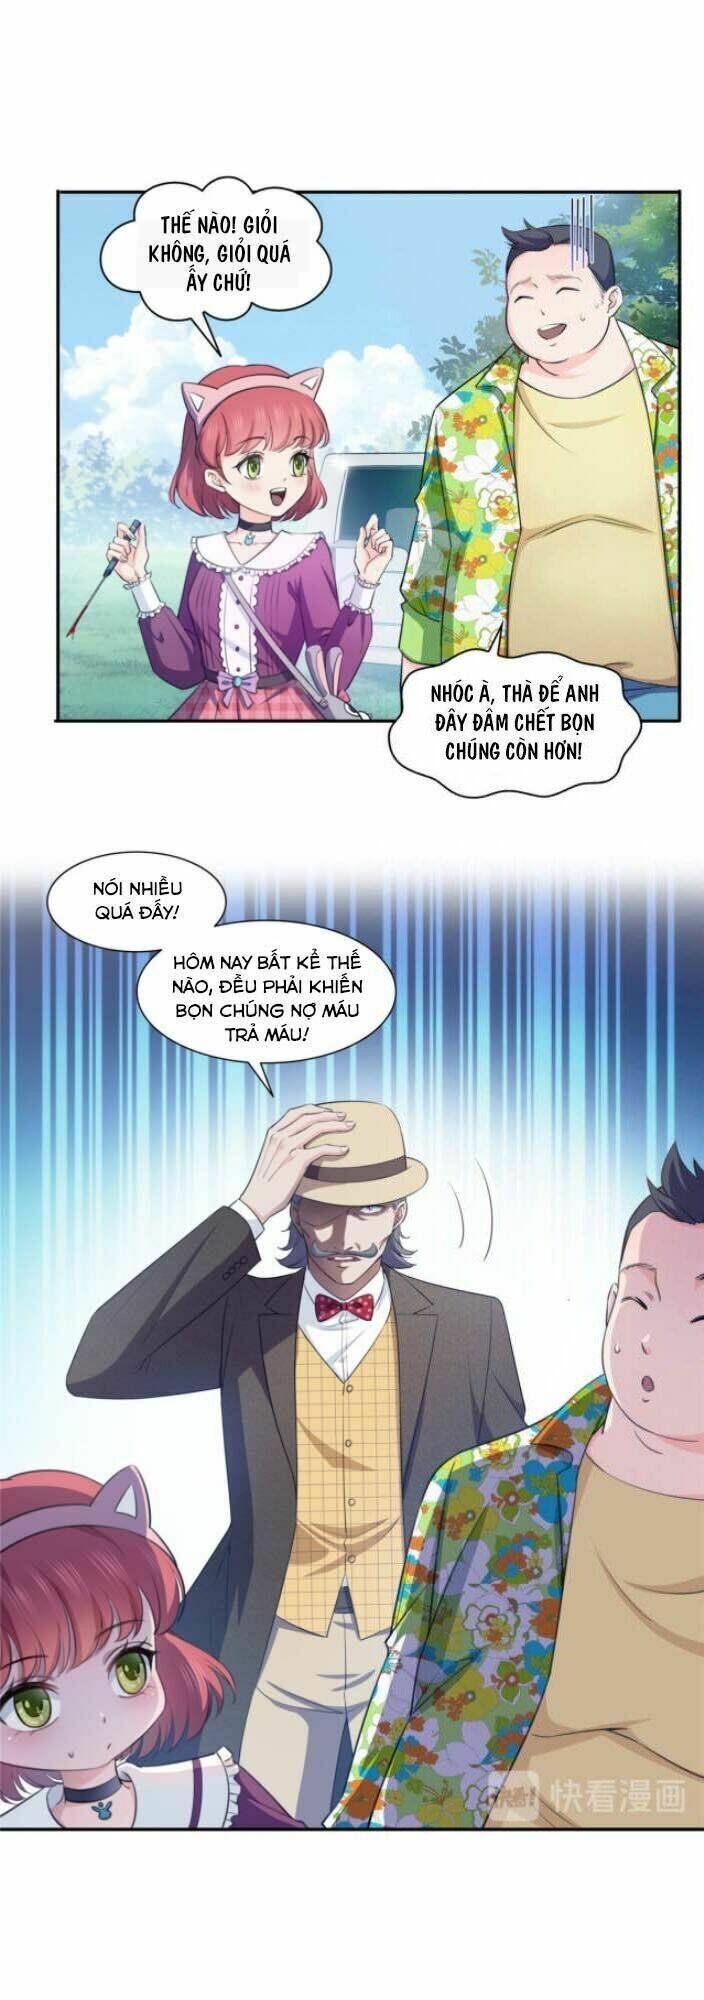 THẾ NÀO! GIỎI
KHÔNG, GIỎI QUÁ
ẤY CHỨ!
NHÓC À, THÀ ĐỂ ANH
ĐÂY ĐÂM CHẾT BỌN
CHÚNG CÒN HƠN!
NÓI NHIỀU
QUÁ ĐẤY!
HÔM NAY BẤT KỂ THẾ
NÀO, ĐỀU PHẢI KHIẾN
BỌN CHÚNG NỢ MÁU
TRẢ MÁU!
快看! 快看漫画